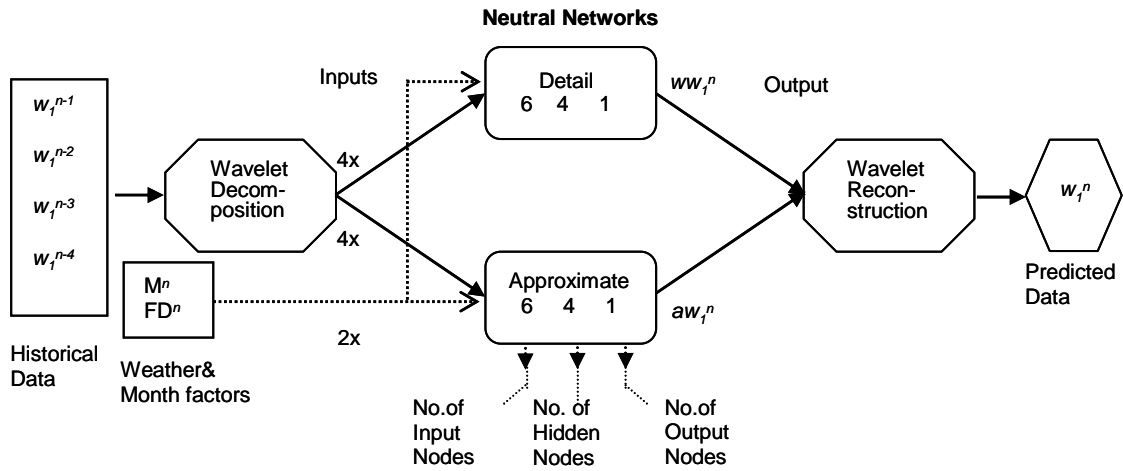 Neutral Networks
Inputs
Output
w₁ⁿ⁻¹
w₁ⁿ⁻²
w₁ⁿ⁻³
w₁ⁿ⁻⁴
Historical
Data
Mⁿ
FDⁿ
Weather&
Month factors
Wavelet
Decom-
position
4x
4x
2x
Detail
6 4 1
Approximate
6 4 1
No.of
Input
Nodes
No. of
Hidden
Nodes
No.of
Output
Nodes
ww₁ⁿ
aw₁ⁿ
Wavelet
Recon-
struction
w₁ⁿ
Predicted
Data